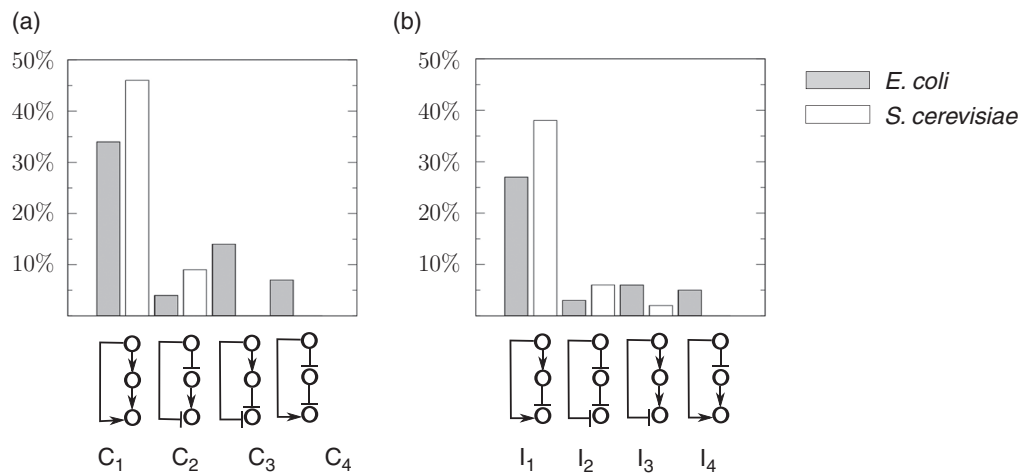 (a)
50%
40%
30%
20%
10%
C₁ C₂ C₃ C₄
(b)
50%
40%
30%
20%
10%
I₁ I₂ I₃ I₄
E. coli
S. cerevisiae